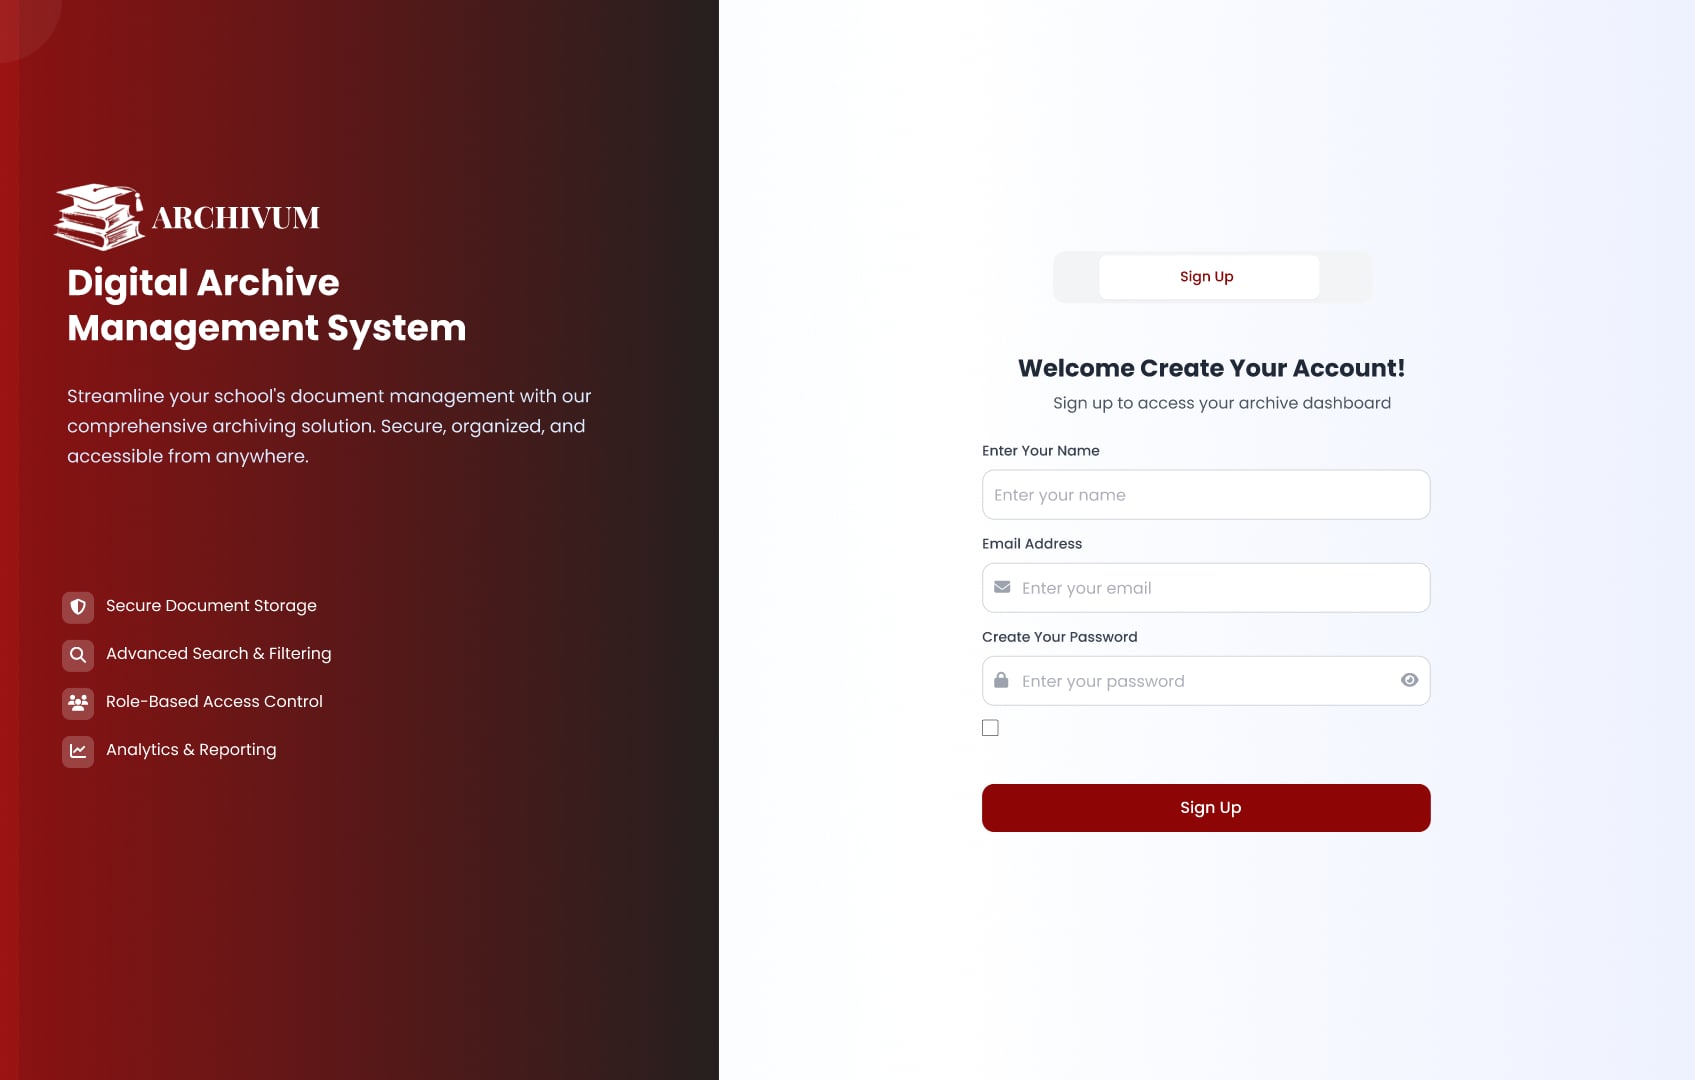 ARCHIVUM
Digital Archive
Management System
Streamline your school's document management with our
comprehensive archiving solution. Secure, organized, and
accessible from anywhere.
Secure Document Storage
Advanced Search & Filtering
Role-Based Access Control
Analytics & Reporting
Sign Up
Welcome Create Your Account!
Sign up to access your archive dashboard
Enter Your Name
Enter your name
Email Address
Enter your email
Create Your Password
Enter your password
Sign Up